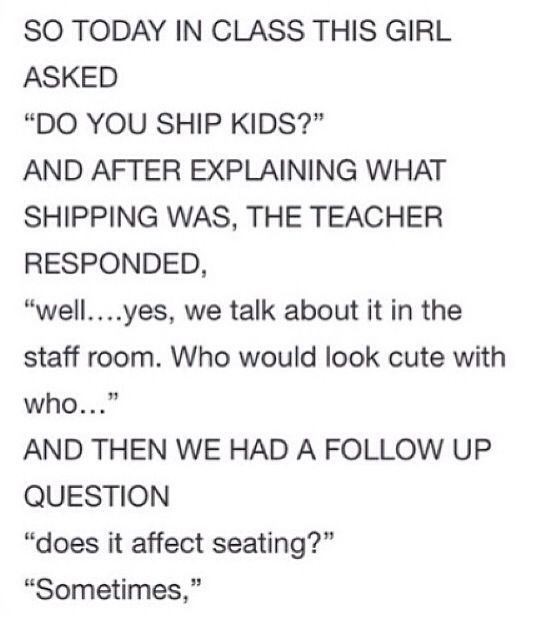 SO TODAY IN CLASS THIS GIRL
ASKED
“DO YOU SHIP KIDS?”
AND AFTER EXPLAINING WHAT
SHIPPING WAS, THE TEACHER
RESPONDED,
“well....yes, we talk about it in the
staff room. Who would look cute with
who...”
AND THEN WE HAD A FOLLOW UP
QUESTION
“does it affect seating?”
“Sometimes,”